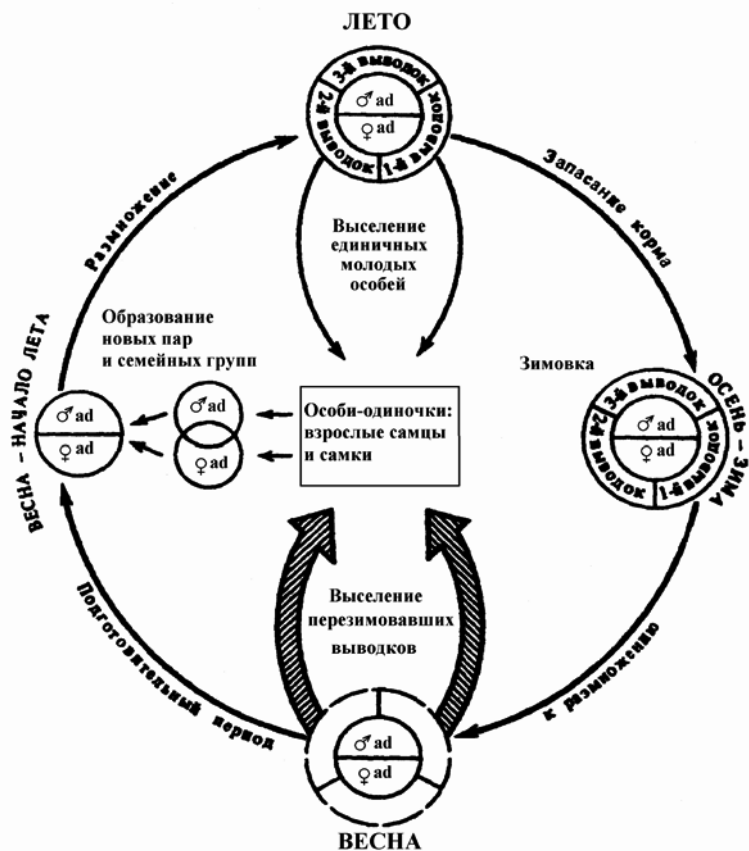 ЛЕТО
3-й выводок
2-й выводок
1-й выводок
♂ ad
♀ ad
Размножение
Запасание корма
Выселение
единичных
молодых
особей
Образование
новых пар
и семейных групп
Зимовка
ВЕСНА – НАЧАЛО ЛЕТА
♂ ad
♀ ad
♂ ad
♀ ad
Особи-одиночки:
взрослые самцы
и самки
3-й выводок
2-й выводок
1-й выводок
♂ ad
♀ ad
ОСЕНЬ – ЗИМА
Выселение
перезимовавших
выводков
Подготовительный период
к размножению
♂ ad
♀ ad
ВЕСНА